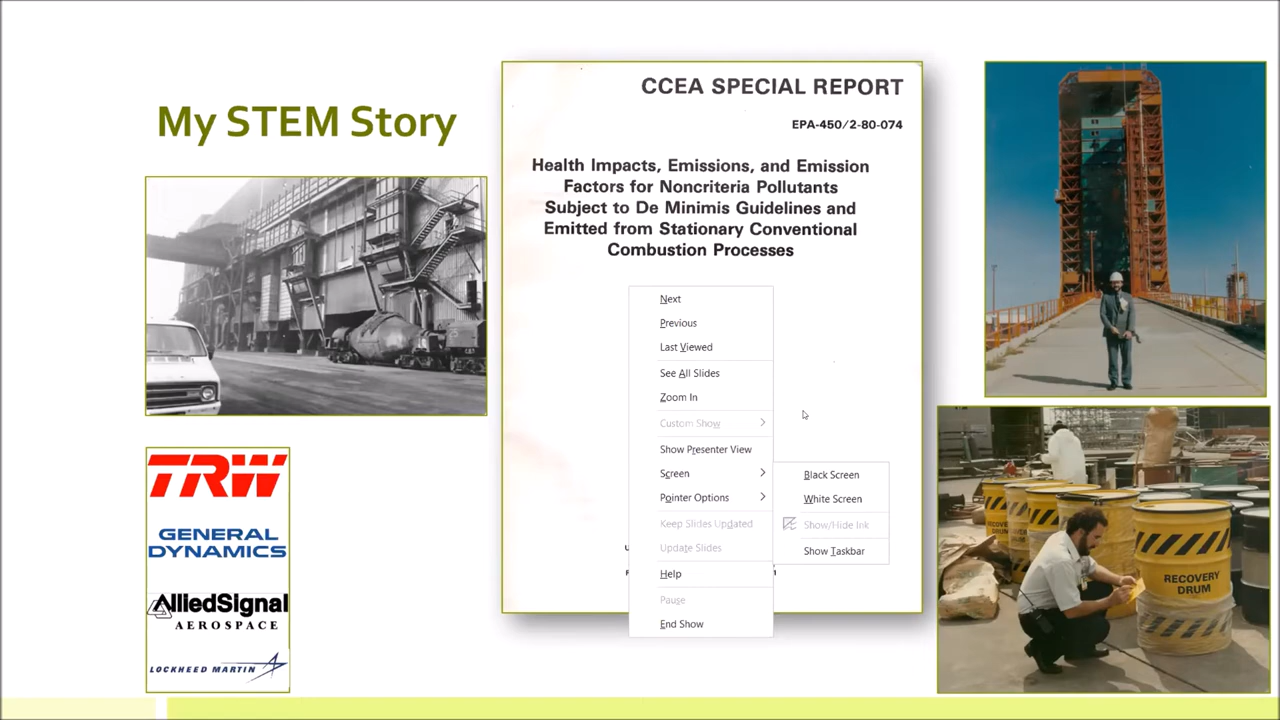 My STEM Story
CCEA SPECIAL REPORT
EPA-450/2-80-074
Health Impacts, Emissions, and Emission
Factors for Noncriteria Pollutants
Subject to De Minimis Guidelines and
Emitted from Stationary Conventional
Combustion Processes
Next
Previous
Last Viewed
See All Slides
Zoom In
Custom Show
Show Presenter View
Screen
Pointer Options
Keep Slides Updated
Update Slides
Help
Pause
End Show
Black Screen
White Screen
Show/Hide Ink
Show Taskbar
TRW
GENERAL
DYNAMICS
AlliedSignal
AEROSPACE
LOCKHEED MARTIN
RECOVERY
DRUM